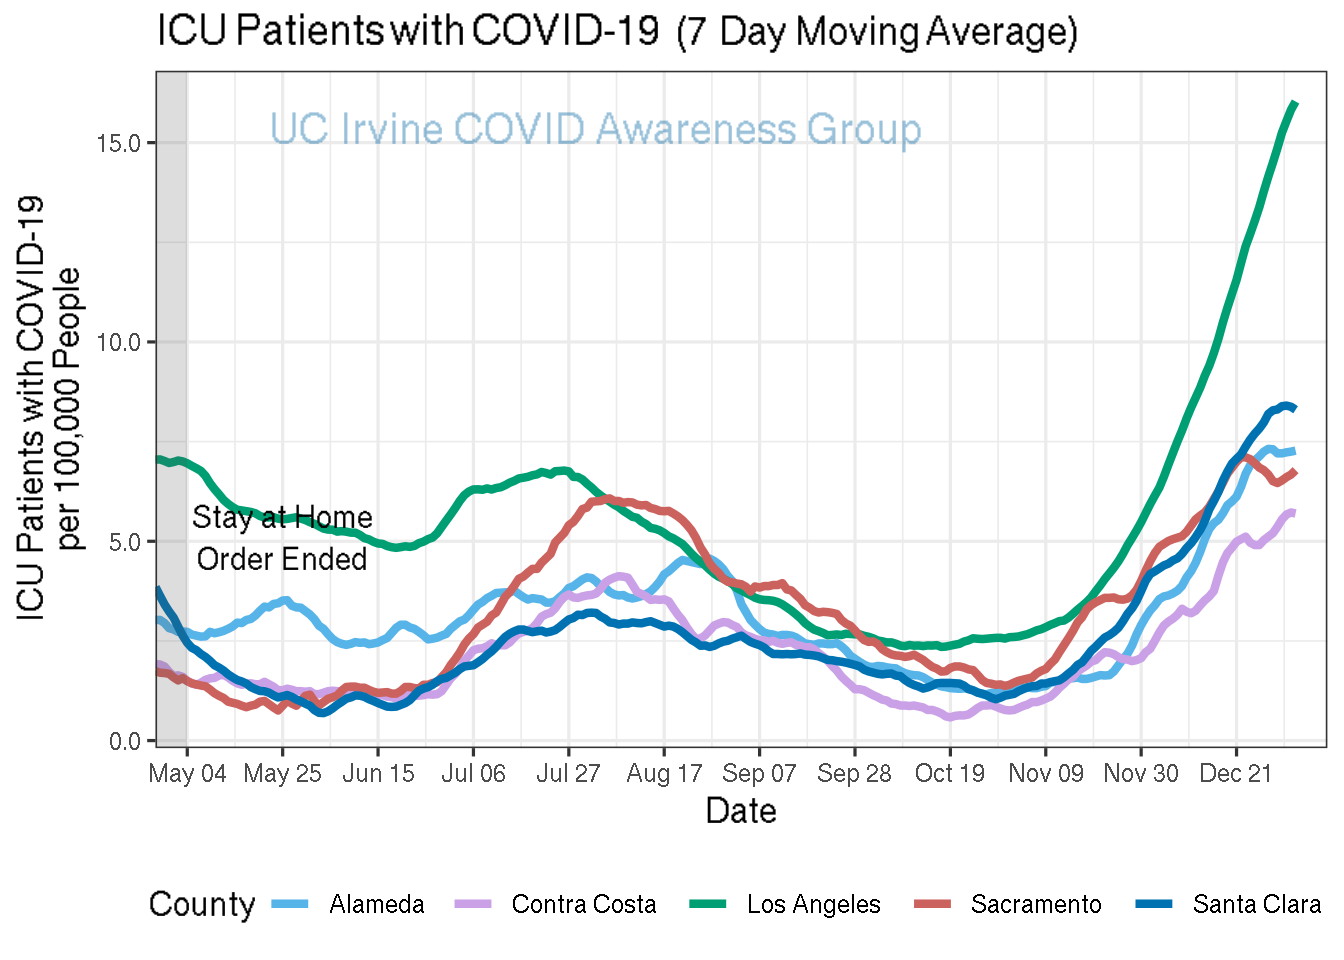 ICU Patients with COVID-19 (7 Day Moving Average)
UC Irvine COVID Awareness Group
ICU Patients with COVID-19
per 100,000 People
15.0
10.0
5.0
0.0
Stay at Home
Order Ended
May 04 May 25 Jun 15 Jul 06 Jul 27 Aug 17 Sep 07 Sep 28 Oct 19 Nov 09 Nov 30 Dec 21
Date
County Alameda Contra Costa Los Angeles Sacramento Santa Clara